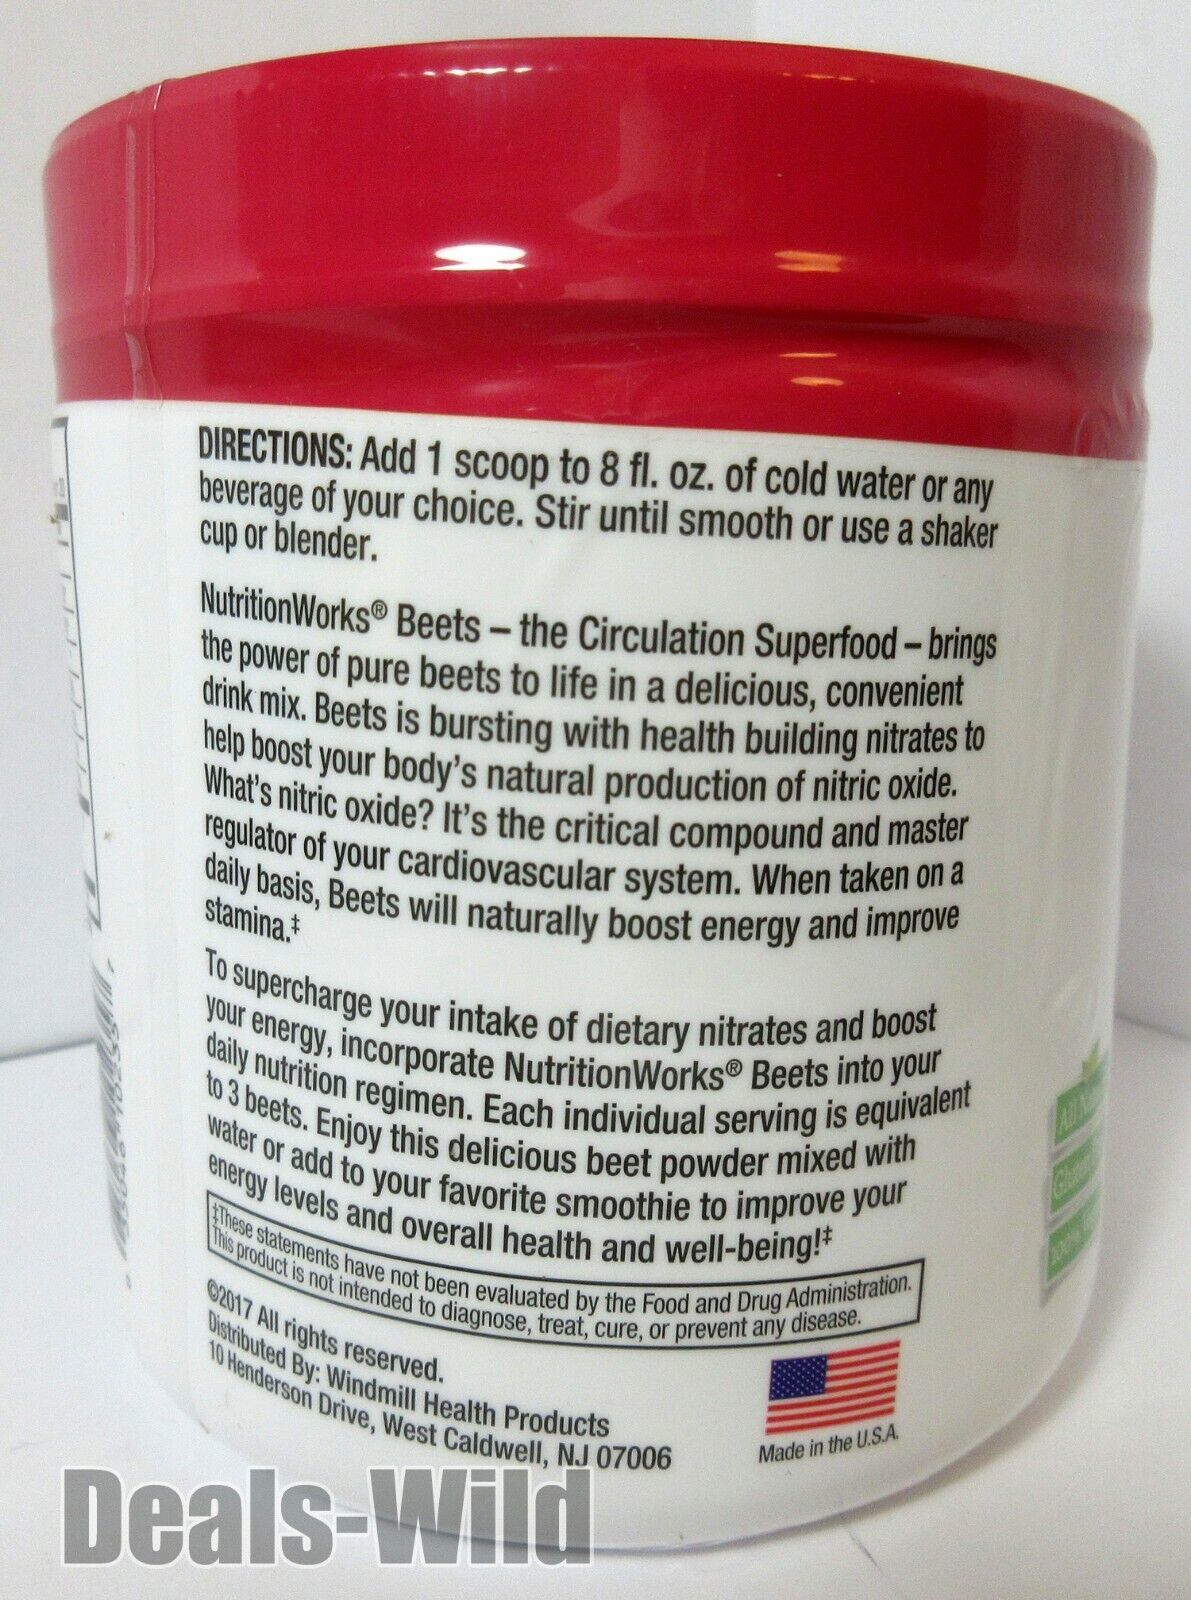 DIRECTIONS: Add 1 scoop to 8 fl. oz. of cold water or any
beverage of your choice. Stir until smooth or use a shaker
cup or blender.
NutritionWorks® Beets – the Circulation Superfood – brings
the power of pure beets to life in a delicious, convenient
drink mix. Beets is bursting with health building nitrates to
help boost your body's natural production of nitric oxide.
What's nitric oxide? It's the critical compound and master
regulator of your cardiovascular system. When taken on a
daily basis, Beets will naturally boost energy and improve
stamina.‡
To supercharge your intake of dietary nitrates and boost
your energy, incorporate NutritionWorks® Beets into your
daily nutrition regimen. Each individual serving is equivalent
to 3 beets. Enjoy this delicious beet powder mixed with
water or add to your favorite smoothie to improve your
energy levels and overall health and well-being!‡
‡These statements have not been evaluated by the Food and Drug Administration.
This product is not intended to diagnose, treat, cure, or prevent any disease.
©2017 All rights reserved.
Distributed By: Windmill Health Products
10 Henderson Drive, West Caldwell, NJ 07006
Made in the U.S.A.
All
100%
Deals-Wild